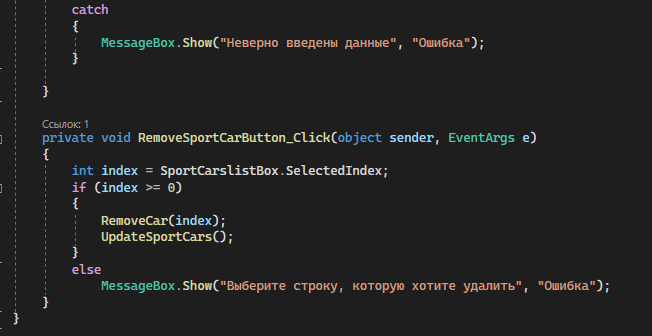 catch
{
MessageBox.Show("Неверно введены данные", "Ошибка");
}
}
Ссылок: 1
private void RemoveSportCarButton_Click(object sender, EventArgs e)
{
int index = SportCarslistBox.SelectedIndex;
if (index >= 0)
{
RemoveCar(index);
UpdateSportCars();
}
else
MessageBox.Show("Выберите строку, которую хотите удалить", "Ошибка");
}
}